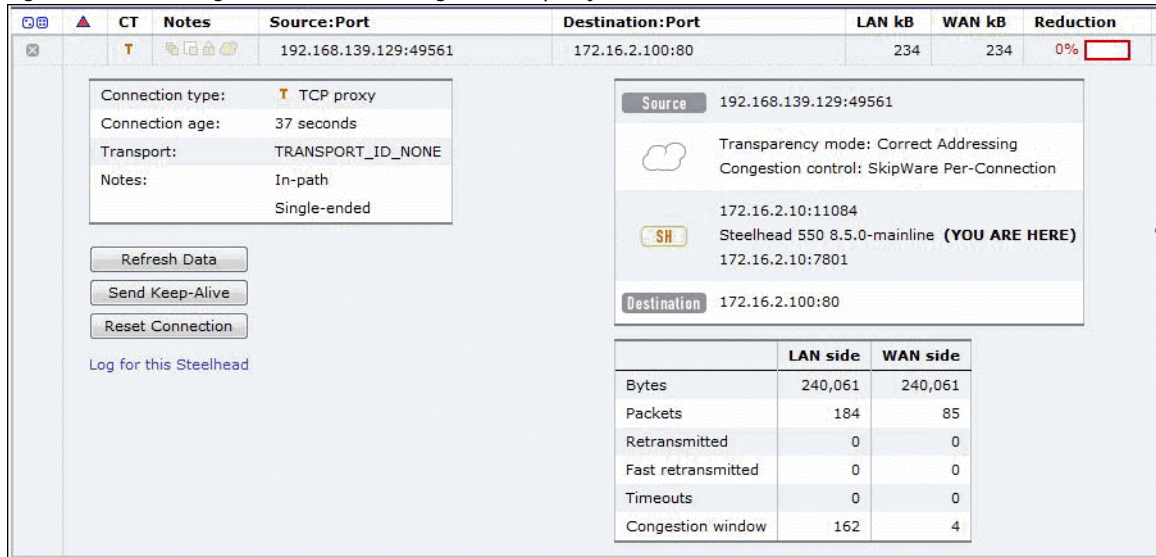 CT Notes Source:Port Destination:Port LAN kB WAN kB Reduction
T 192.168.139.129:49561 172.16.2.100:80 234 234 0%
Connection type: T TCP proxy
Connection age: 37 seconds
Transport: TRANSPORT_ID_NONE
Notes: In-path
Single-ended
Refresh Data
Send Keep-Alive
Reset Connection
Log for this Steelhead
Source 192.168.139.129:49561
Transparency mode: Correct Addressing
Congestion control: SkipWare Per-Connection
172.16.2.10:11084
SH Steelhead 550 8.5.0-mainline (YOU ARE HERE)
172.16.2.10:7801
Destination 172.16.2.100:80
LAN side WAN side
Bytes 240,061 240,061
Packets 184 85
Retransmitted 0 0
Fast retransmitted 0 0
Timeouts 0 0
Congestion window 162 4